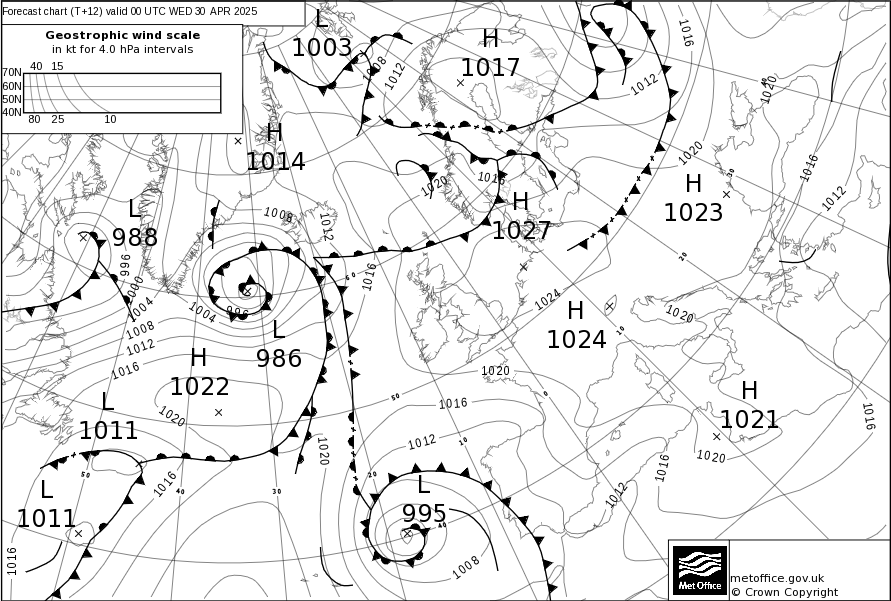 Forecast chart (T+12) valid 00 UTC WED 30 APR 2025
Geostrophic wind scale
in kt for 4.0 hPa intervals
40 15
70N
60N
50N
40N
80 25 10
L
1003
H
1017
H
1014
L
988
H
1023
H
1027
L
986
H
1024
H
1022
L
1011
H
1021
L
1011
L
995
1008
1012
1016
1012
1020
1020
1016
1012
1020
1016
1008
1012
1016
996
1000
1004
1008
1012
1016
1004
996
1024
1020
1020
1016
1012
1020
1016
1020
1016
1020
1016
1012
1008
1016
60
50
50
40
30
20
10
0
10
20
30
40
40
Met Office
metoffice.gov.uk
© Crown Copyright